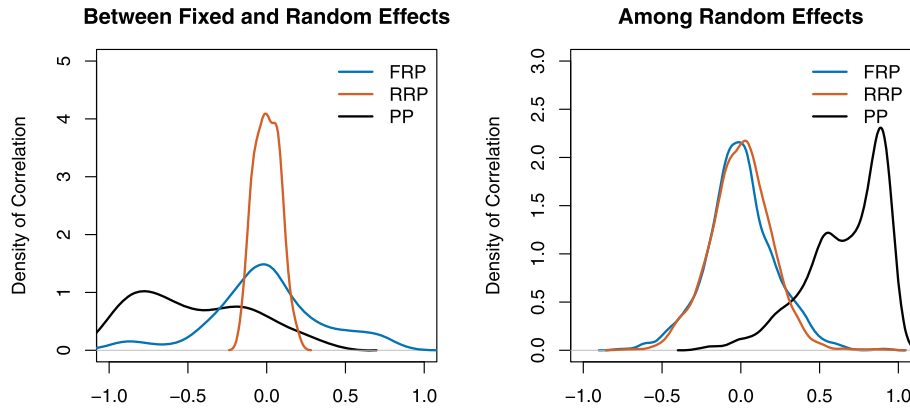 Between Fixed and Random Effects
Density of Correlation
5
4
3
2
1
0
FRP
RRP
PP
−1.0 −0.5 0.0 0.5 1.0
Among Random Effects
Density of Correlation
3.0
2.5
2.0
1.5
1.0
0.5
0.0
FRP
RRP
PP
−1.0 −0.5 0.0 0.5 1.0